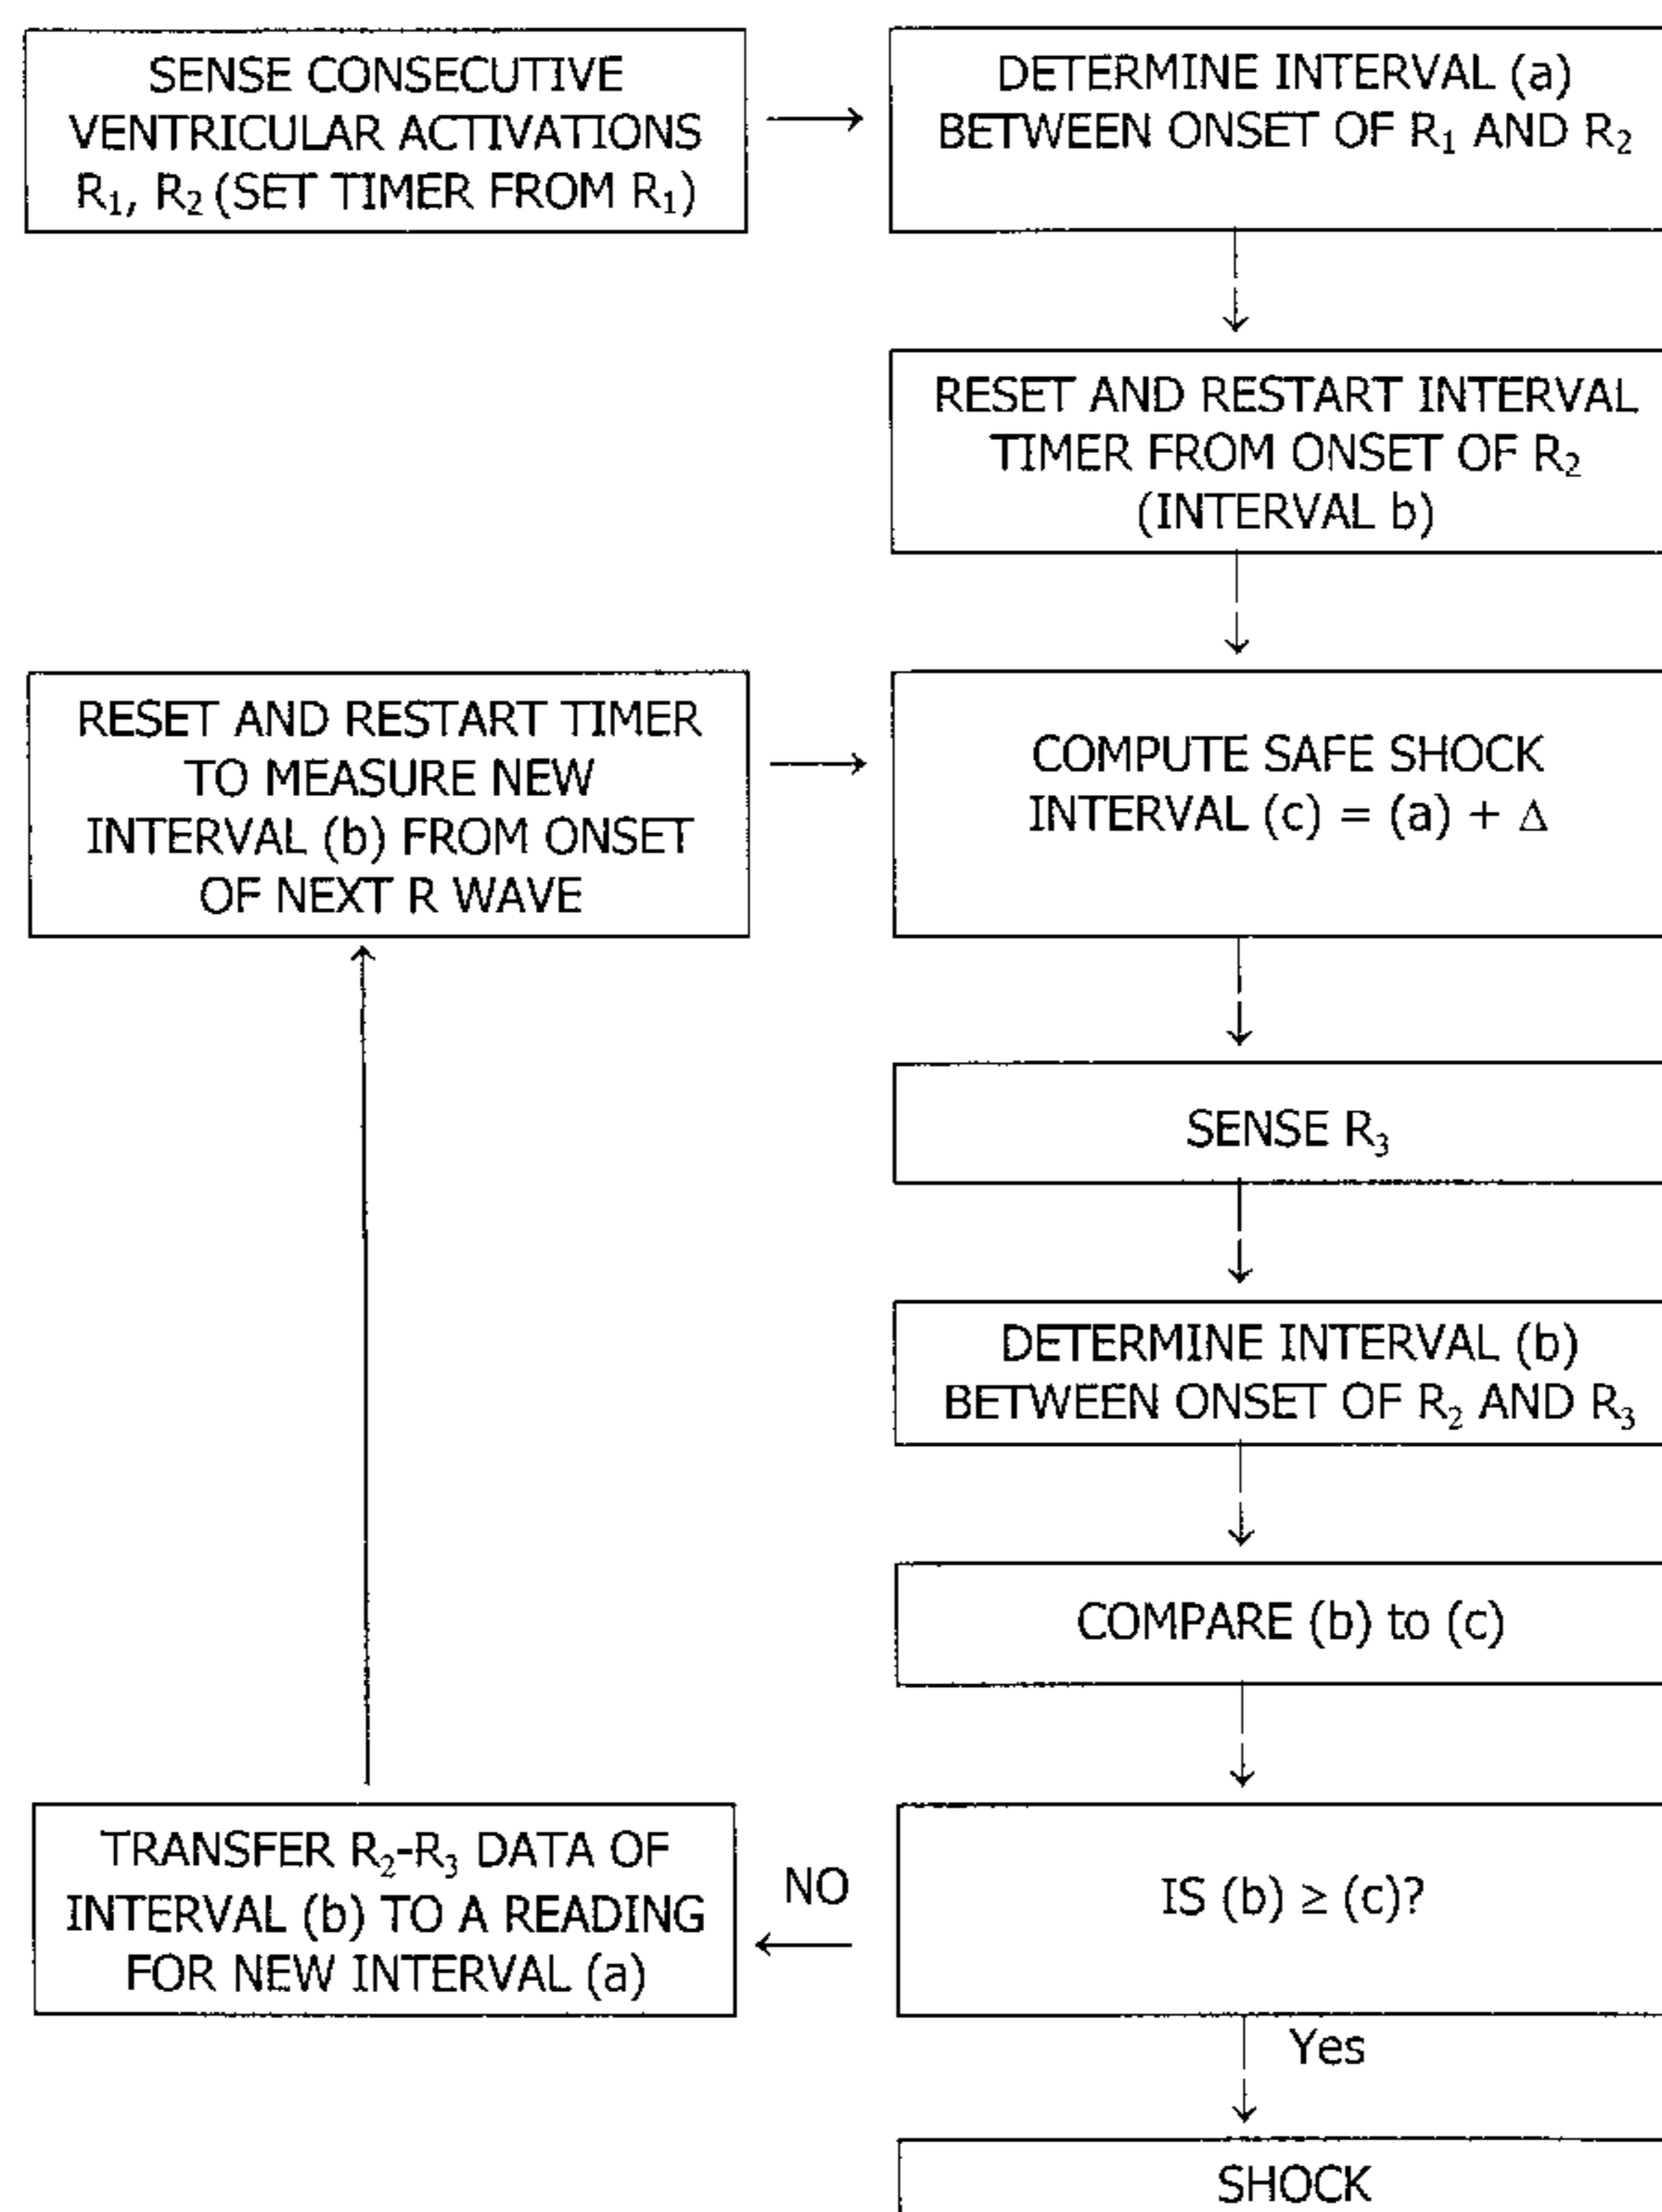 SENSE CONSECUTIVE
VENTRICULAR ACTIVATIONS
R₁, R₂ (SET TIMER FROM R₁)
DETERMINE INTERVAL (a)
BETWEEN ONSET OF R₁ AND R₂
RESET AND RESTART INTERVAL
TIMER FROM ONSET OF R₂
(INTERVAL b)
RESET AND RESTART TIMER
TO MEASURE NEW
INTERVAL (b) FROM ONSET
OF NEXT R WAVE
COMPUTE SAFE SHOCK
INTERVAL (c) = (a) + Δ
SENSE R₃
DETERMINE INTERVAL (b)
BETWEEN ONSET OF R₂ AND R₃
COMPARE (b) to (c)
IS (b) ≥ (c)?
NO
TRANSFER R₂-R₃ DATA OF
INTERVAL (b) TO A READING
FOR NEW INTERVAL (a)
Yes
SHOCK